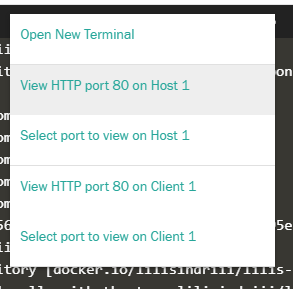 Open New Terminal
View HTTP port 80 on Host 1
Select port to view on Host 1
View HTTP port 80 on Client 1
Select port to view on Client 1